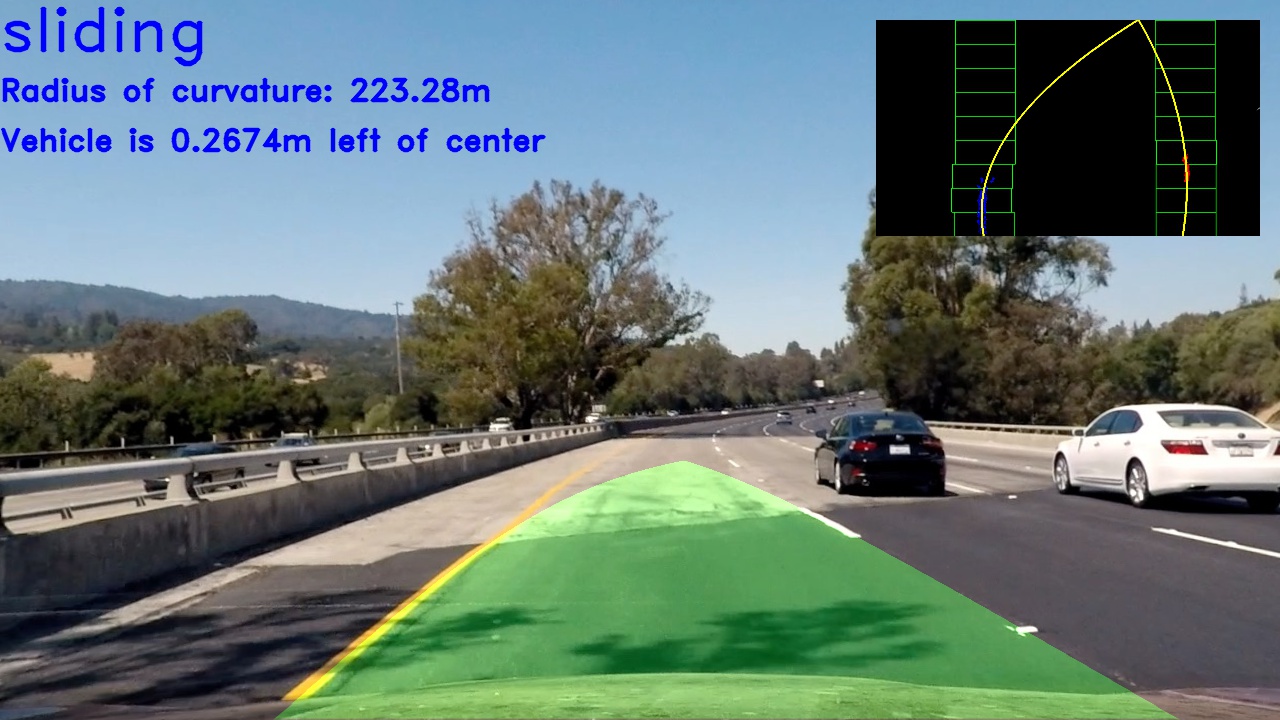 sliding
Radius of curvature: 223.28m
Vehicle is 0.2674m left of center